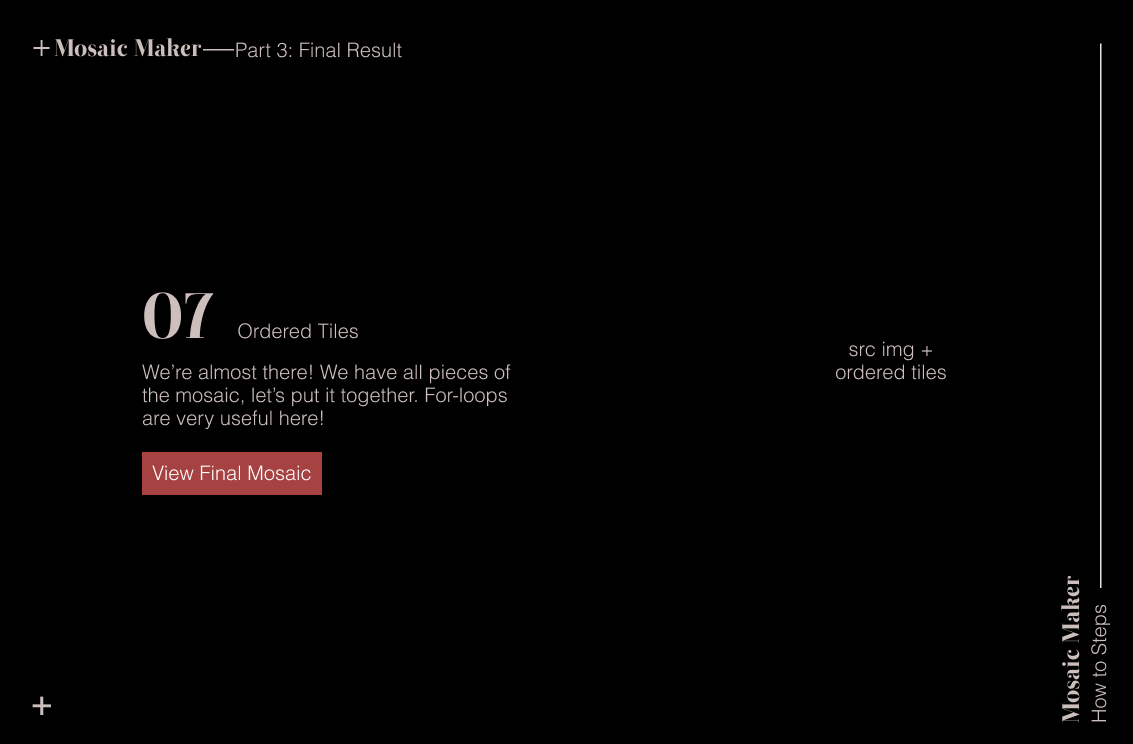 + Mosaic Maker — Part 3: Final Result
07 Ordered Tiles
We’re almost there! We have all pieces of
the mosaic, let’s put it together. For-loops
are very useful here!
View Final Mosaic
src img +
ordered tiles
Mosaic Maker
How to Steps
+